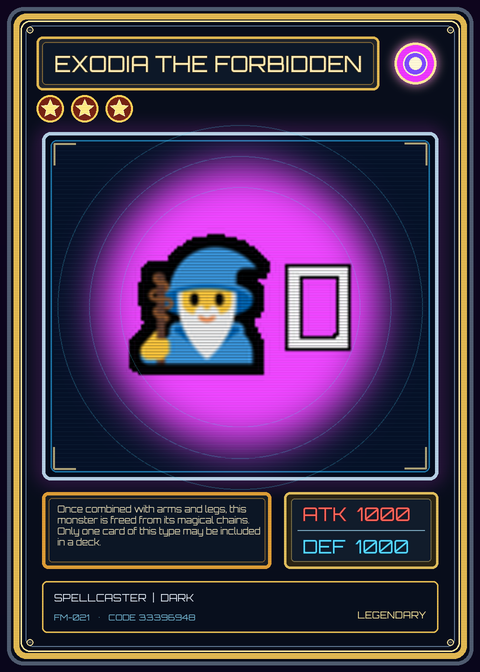 EXODIA THE FORBIDDEN
Once combined with arms and legs, this
monster is freed from its magical chains.
Only one card of this type may be included
in a deck.
ATK 1000
DEF 1000
SPELLCASTER | DARK
FM-021 · CODE 33396948
LEGENDARY